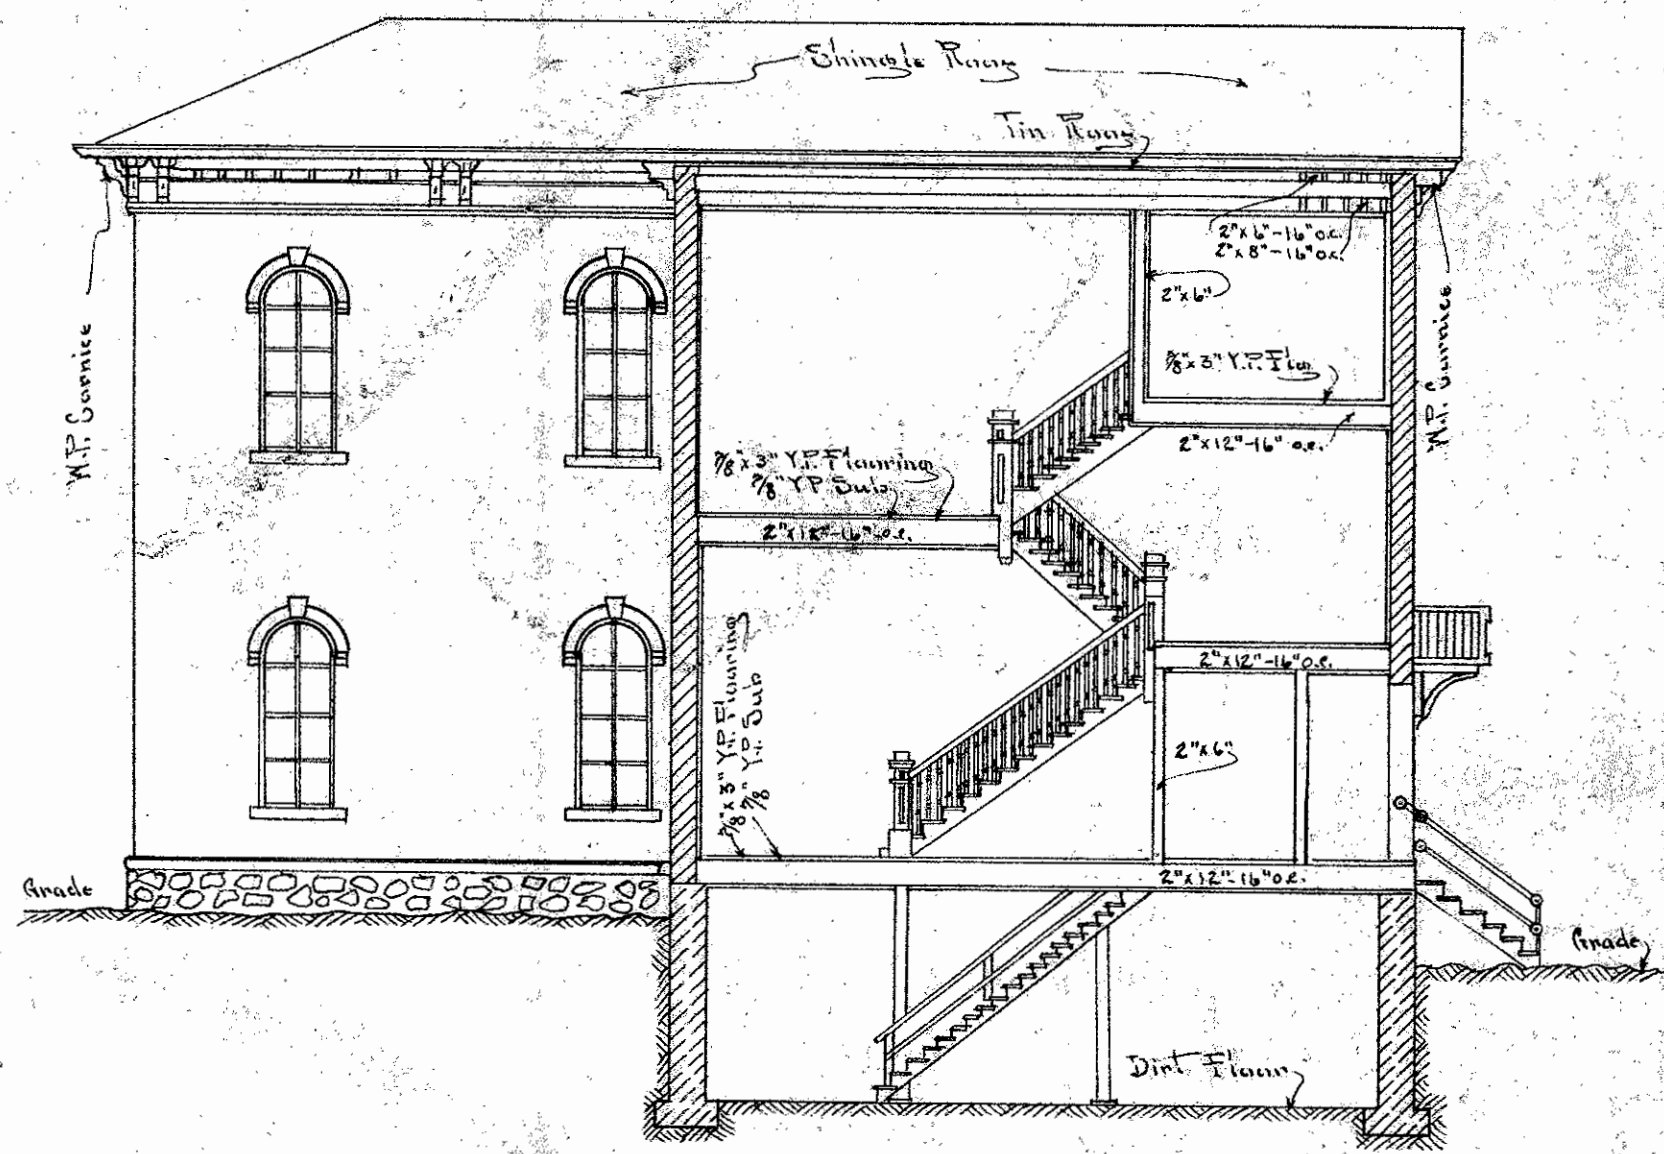 Shingle Roof
Tin Roof
2"x6"-16"o.c.
2"x8"-16"o.c.
2"x6"
W.P. Cornice
W.P. Cornice
7/8"x3" Y.P. Flor
2"x12"-16" o.c.
7/8"x3" Y.P. Flooring
7/8" Y.P. Sub
2"x12"-16" o.c.
2"x12"-16"o.c.
7/8"x3" Y.P. Flooring
7/8" Y.P. Sub
2"x6"
2"x12"-16"o.c.
Grade
Grade
Dirt Floor